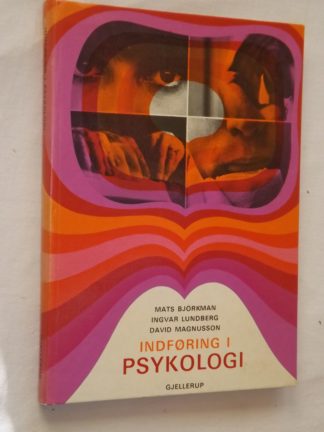 MATS BJÖRKMAN
INGVAR LUNDBERG
DAVID MAGNUSSON
INDFØRING I
PSYKOLOGI
GJELLERUP